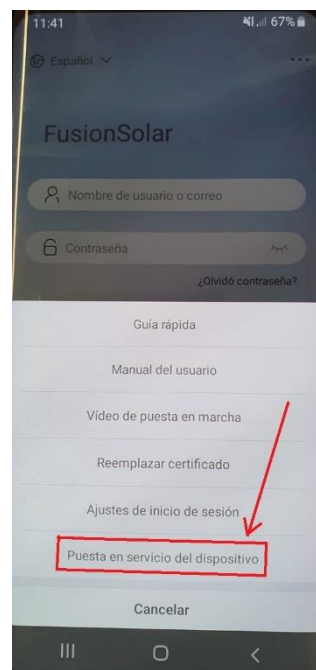 11:41
67%
Español
FusionSolar
Nombre de usuario o correo
Contraseña
¿Olvidó contraseña?
Guía rápida
Manual del usuario
Vídeo de puesta en marcha
Reemplazar certificado
Ajustes de inicio de sesión
Puesta en servicio del dispositivo
Cancelar